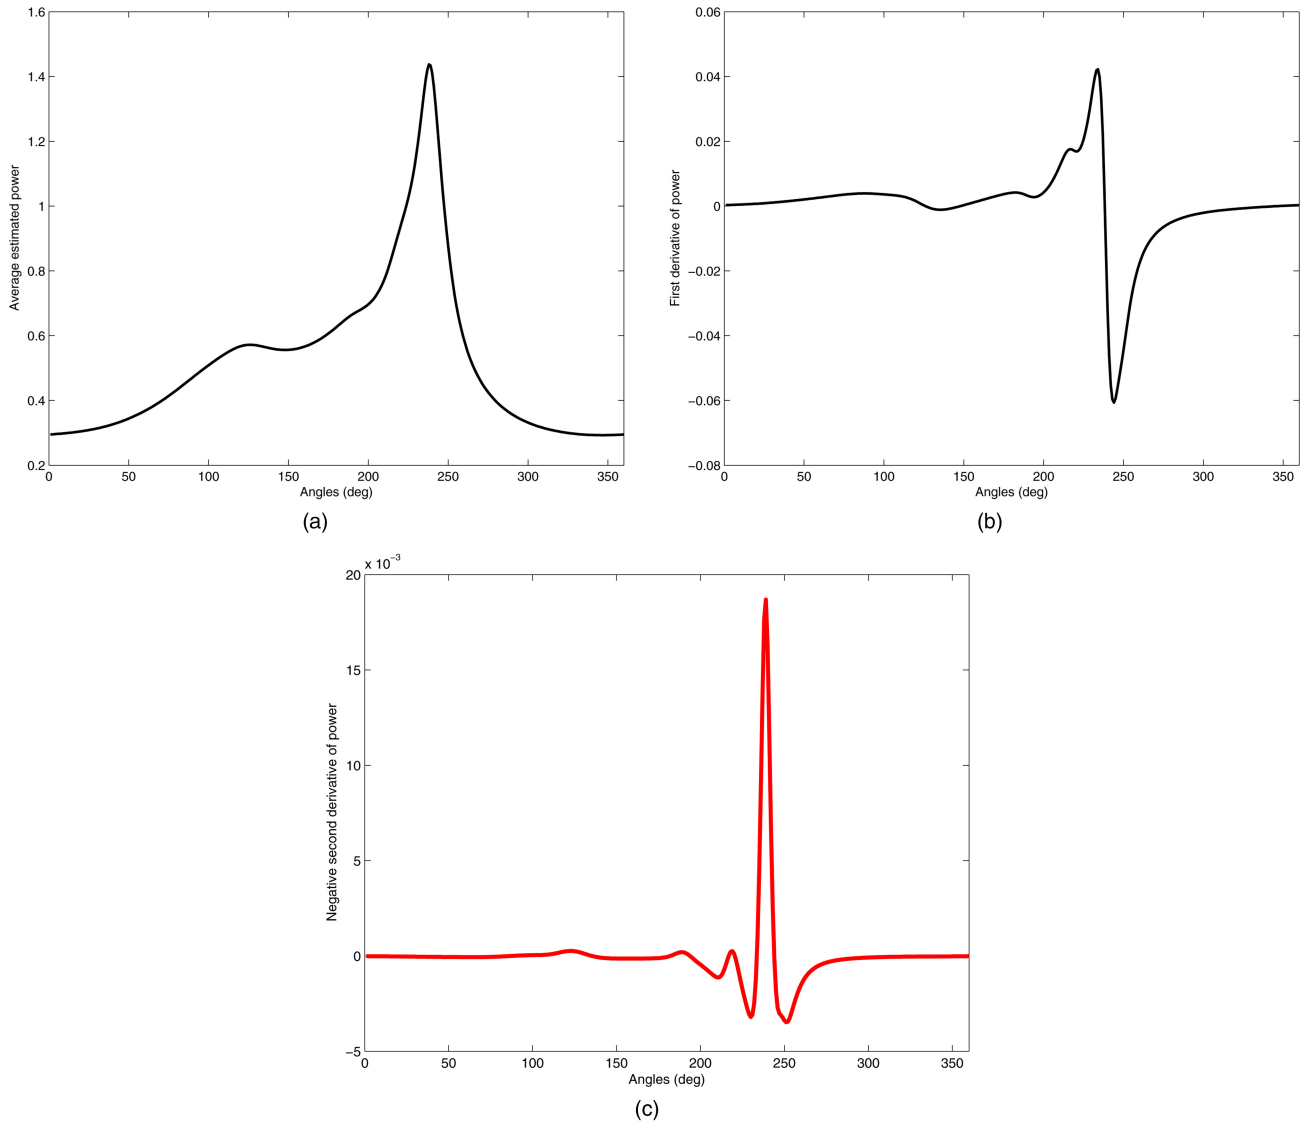 1.6
1.4
1.2
1
0.8
0.6
0.4
0.2
Average estimated power
0 50 100 150 200 250 300 350
Angles (deg)
(a)
0.06
0.04
0.02
0
−0.02
−0.04
−0.06
−0.08
First derivative of power
0 50 100 150 200 250 300 350
Angles (deg)
(b)
x 10⁻³
20
15
10
5
0
−5
Negative second derivative of power
0 50 100 150 200 250 300 350
Angles (deg)
(c)